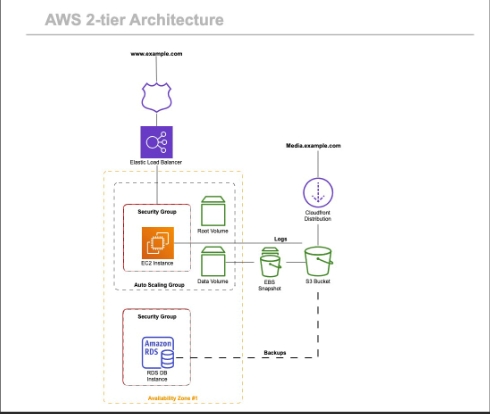 AWS 2-tier Architecture
www.example.com
Elastic Load Balancer
Media.example.com
Cloudfront
Distribution
Security Group
Root Volume
Logs
EC2 Instance
Data Volume
EBS
Snapshot
S3 Bucket
Auto Scaling Group
Security Group
Amazon
RDS
Backups
RDS DB
Instance
Availability Zone #1